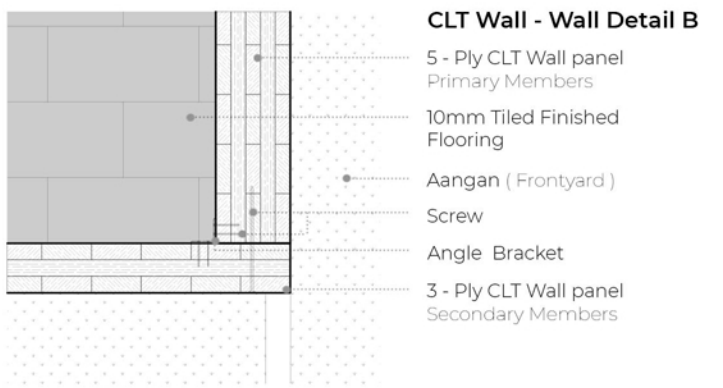 CLT Wall - Wall Detail B
5 - Ply CLT Wall panel
Primary Members
10mm Tiled Finished
Flooring
Aangan ( Frontyard )
Screw
Angle Bracket
3 - Ply CLT Wall panel
Secondary Members